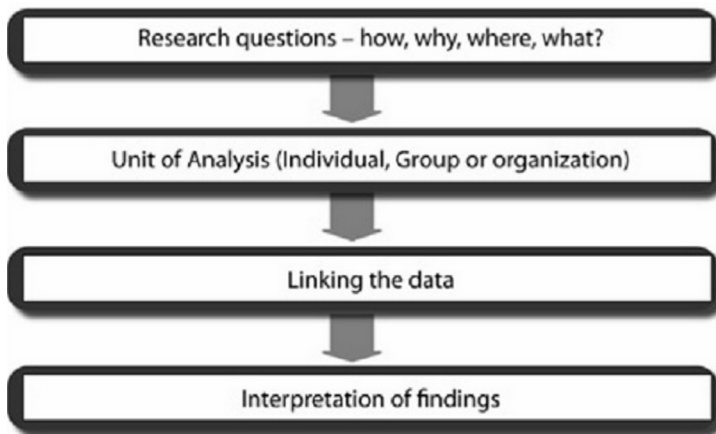 Research questions – how, why, where, what?
Unit of Analysis (Individual, Group or organization)
Linking the data
Interpretation of findings